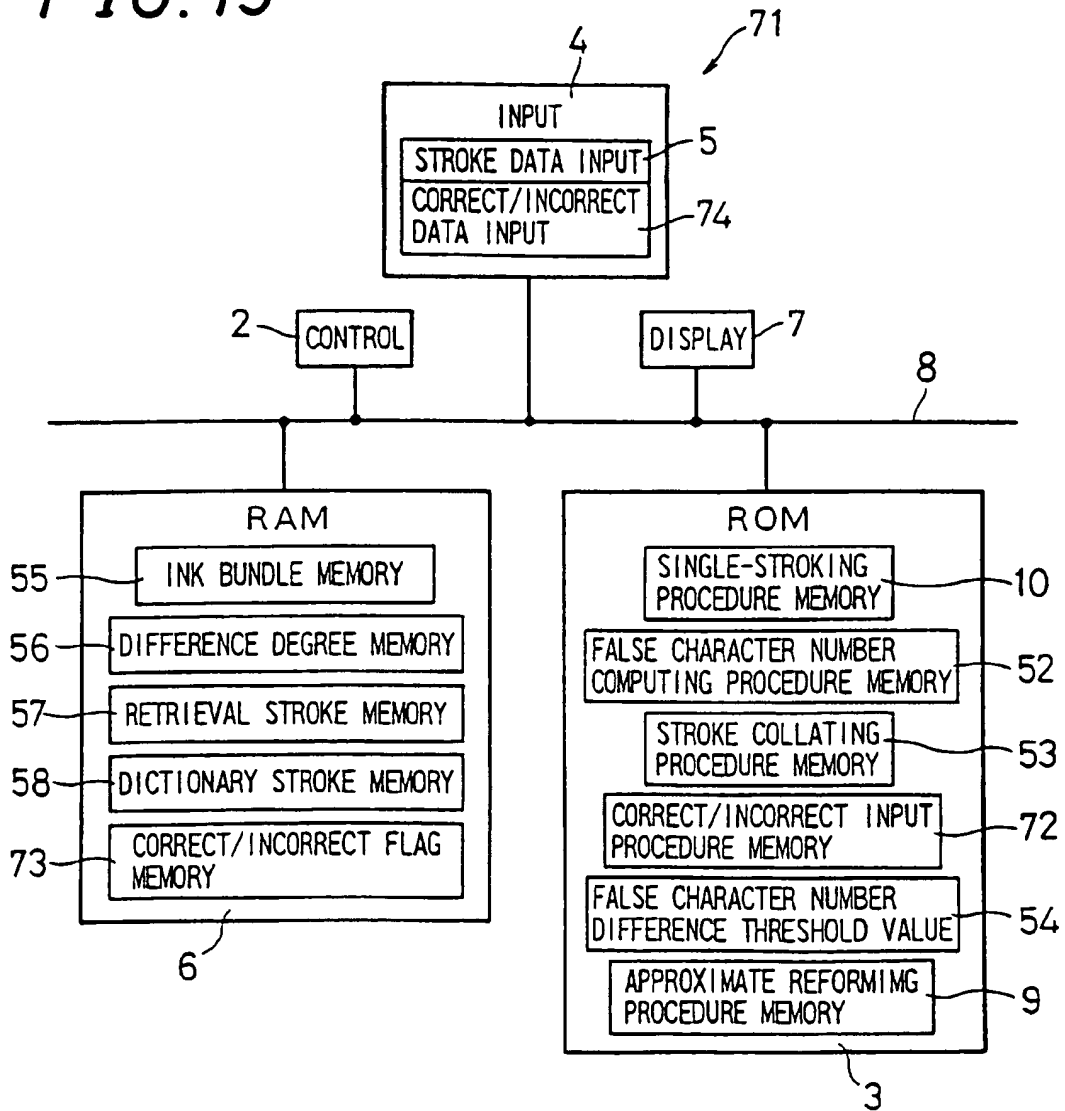 71
4
INPUT
STROKE DATA INPUT
5
CORRECT/INCORRECT
DATA INPUT
74
2
CONTROL
DISPLAY
7
8
RAM
55
INK BUNDLE MEMORY
56
DIFFERENCE DEGREE MEMORY
57
RETRIEVAL STROKE MEMORY
58
DICTIONARY STROKE MEMORY
73
CORRECT/INCORRECT FLAG
MEMORY
6
ROM
SINGLE-STROKING
PROCEDURE MEMORY
10
FALSE CHARACTER NUMBER
COMPUTING PROCEDURE MEMORY
52
STROKE COLLATING
PROCEDURE MEMORY
53
CORRECT/INCORRECT INPUT
PROCEDURE MEMORY
72
FALSE CHARACTER NUMBER
DIFFERENCE THRESHOLD VALUE
54
APPROXIMATE REFORMIMG
PROCEDURE MEMORY
9
3